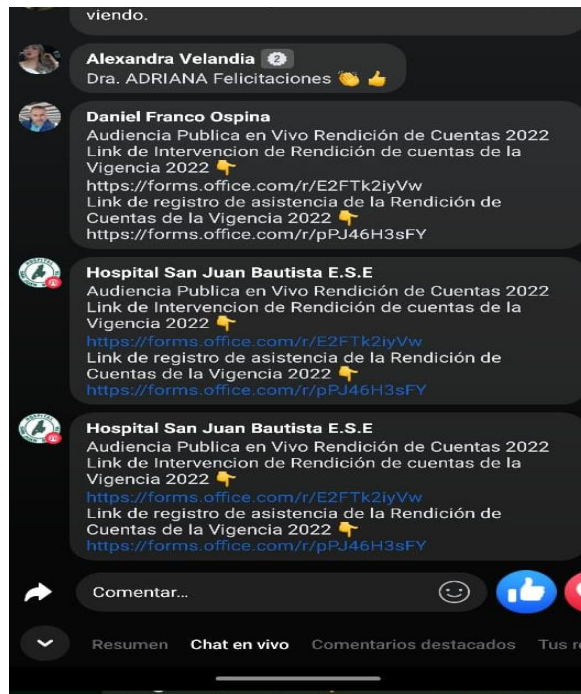 viendo.
Alexandra Velandia 2
Dra. ADRIANA Felicitaciones 👏 👍
Daniel Franco Ospina
Audiencia Publica en Vivo Rendición de Cuentas 2022
Link de Intervencion de Rendición de cuentas de la
Vigencia 2022 👇
https://forms.office.com/r/E2FTk2iyVw
Link de registro de asistencia de la Rendición de
Cuentas de la Vigencia 2022 👇
https://forms.office.com/r/pPJ46H3sFY
Hospital San Juan Bautista E.S.E
Audiencia Publica en Vivo Rendición de Cuentas 2022
Link de Intervencion de Rendición de cuentas de la
Vigencia 2022 👇
https://forms.office.com/r/E2FTk2iyVw
Link de registro de asistencia de la Rendición de
Cuentas de la Vigencia 2022 👇
https://forms.office.com/r/pPJ46H3sFY
Hospital San Juan Bautista E.S.E
Audiencia Publica en Vivo Rendición de Cuentas 2022
Link de Intervencion de Rendición de cuentas de la
Vigencia 2022 👇
https://forms.office.com/r/E2FTk2iyVw
Link de registro de asistencia de la Rendición de
Cuentas de la Vigencia 2022 👇
https://forms.office.com/r/pPJ46H3sFY
Comentar...
Resumen Chat en vivo Comentarios destacados Tus